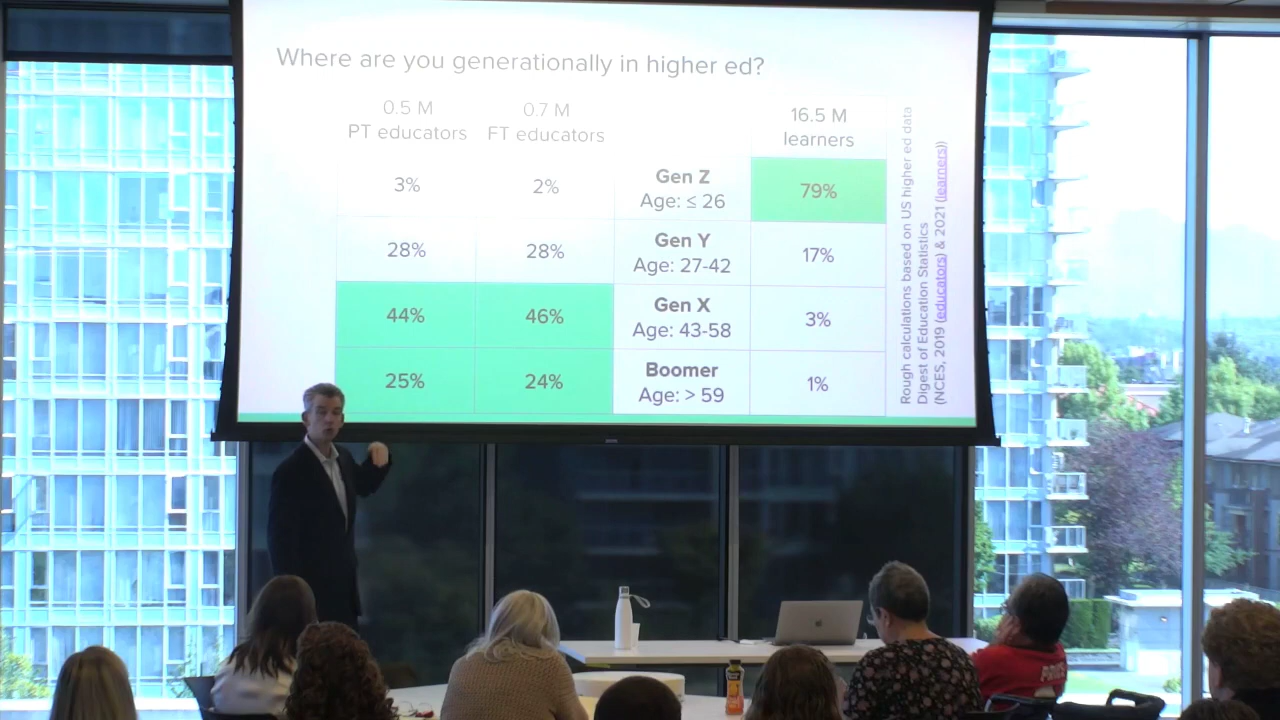 Where are you generationally in higher ed?
0.5 M
PT educators
0.7 M
FT educators
16.5 M
learners
3%
2%
Gen Z
Age: ≤ 26
79%
28%
28%
Gen Y
Age: 27-42
17%
44%
46%
Gen X
Age: 43-58
3%
25%
24%
Boomer
Age: > 59
1%
Rough calculations based on US higher ed data
Digest of Education Statistics
(NCES, 2019 (educators) & 2021 (learners))